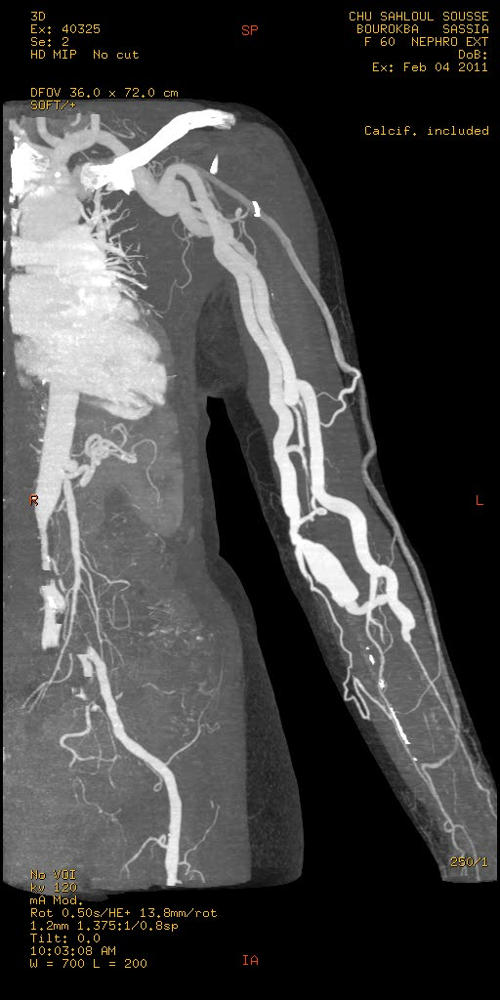 3D
Ex: 40325
Se: 2
HD MIP No cut
DFOV 36.0 x 72.0 cm
SOFT/+
SP
CHU SAHLOUL SOUSSE
BOUROKBA SASSIA
F 60 NEPHRO EXT
DoB:
Ex: Feb 04 2011
Calcif. included
R
L
250/1
No VOI
kv 120
mA Mod.
Rot 0.50s/HE+ 13.8mm/rot
1.2mm 1.375:1/0.8sp
Tilt: 0.0
10:03:08 AM
W = 700 L = 200
IA